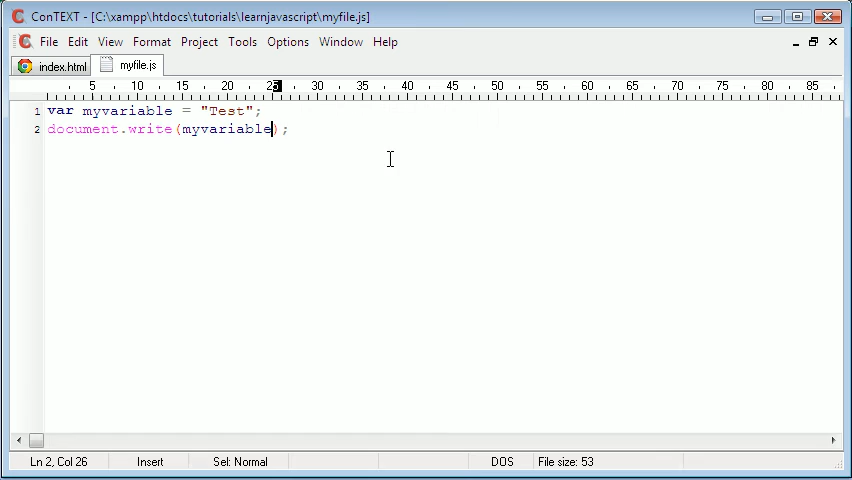 ConTEXT - [C:\xampp\htdocs\tutorials\learnjavascript\myfile.js]
File Edit View Format Project Tools Options Window Help
index.html myfile.js
5 10 15 20 25 30 35 40 45 50 55 60 65 70 75 80 85
1 var myvariable = "Test";
2 document.write(myvariable);
Ln 2, Col 26 Insert Sel: Normal DOS File size: 53